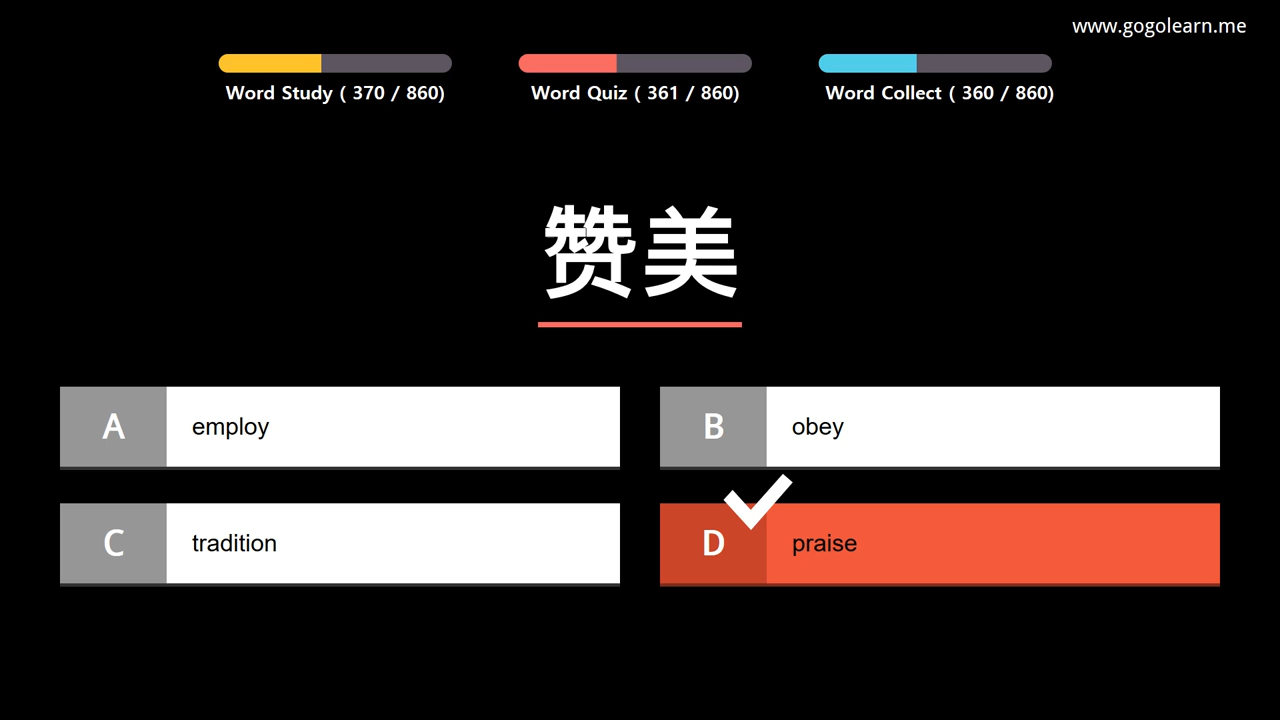 www.gogolearn.me
Word Study ( 370 / 860)
Word Quiz ( 361 / 860)
Word Collect ( 360 / 860)
赞美
A employ
B obey
C tradition
D praise